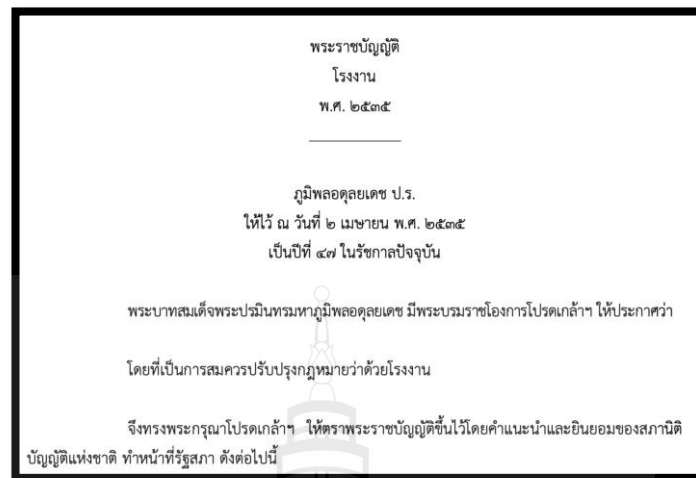 พระราชบัญญัติ
โรงงาน
พ.ศ. ๒๕๓๕
ภูมิพลอดุลยเดช ป.ร.
ให้ไว้ ณ วันที่ ๒ เมษายน พ.ศ. ๒๕๓๕
เป็นปีที่ ๔๗ ในรัชกาลปัจจุบัน
พระบาทสมเด็จพระปรมินทรมหาภูมิพลอดุลยเดช มีพระบรมราชโองการโปรดเกล้าฯ ให้ประกาศว่า
โดยที่เป็นการสมควรปรับปรุงกฎหมายว่าด้วยโรงงาน
จึงทรงพระกรุณาโปรดเกล้าฯ ให้ตราพระราชบัญญัติขึ้นไว้โดยคำแนะนำและยินยอมของสภานิติ
บัญญัติแห่งชาติ ทำหน้าที่รัฐสภา ดังต่อไปนี้